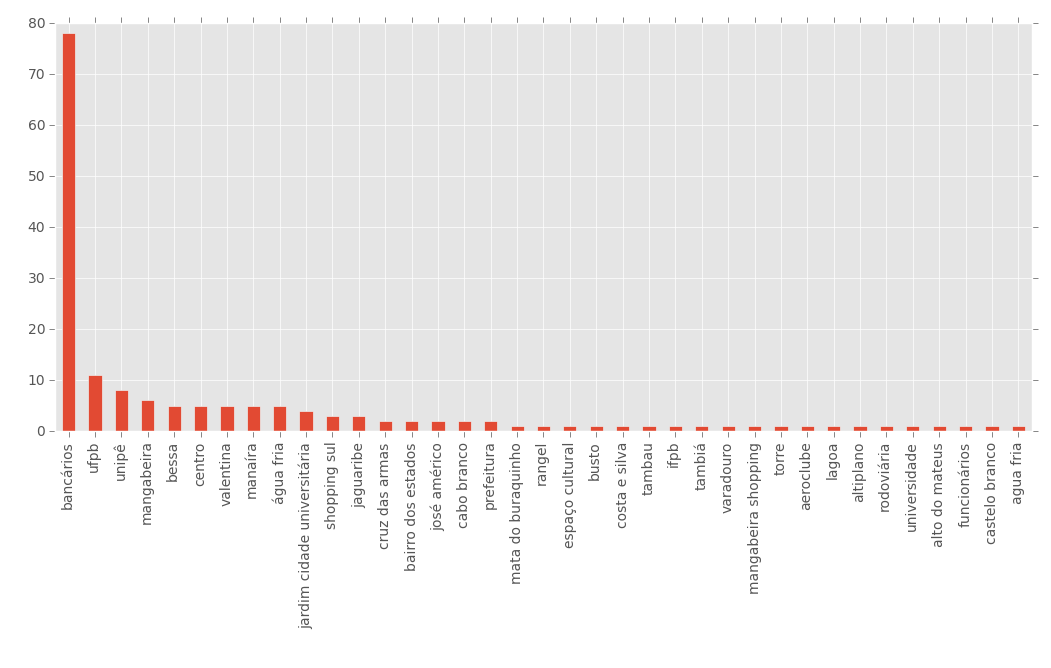 80
70
60
50
40
30
20
10
0
bancários
ufpb
unipê
mangabeira
bessa
centro
valentina
manaíra
água fria
jardim cidade universitária
shopping sul
jaguaribe
cruz das armas
bairro dos estados
josé américo
cabo branco
prefeitura
mata do buraquinho
rangel
espaço cultural
busto
costa e silva
tambau
ifpb
tambiá
varadouro
mangabeira shopping
torre
aeroclube
lagoa
altiplano
rodoviária
universidade
alto do mateus
funcionários
castelo branco
agua fria